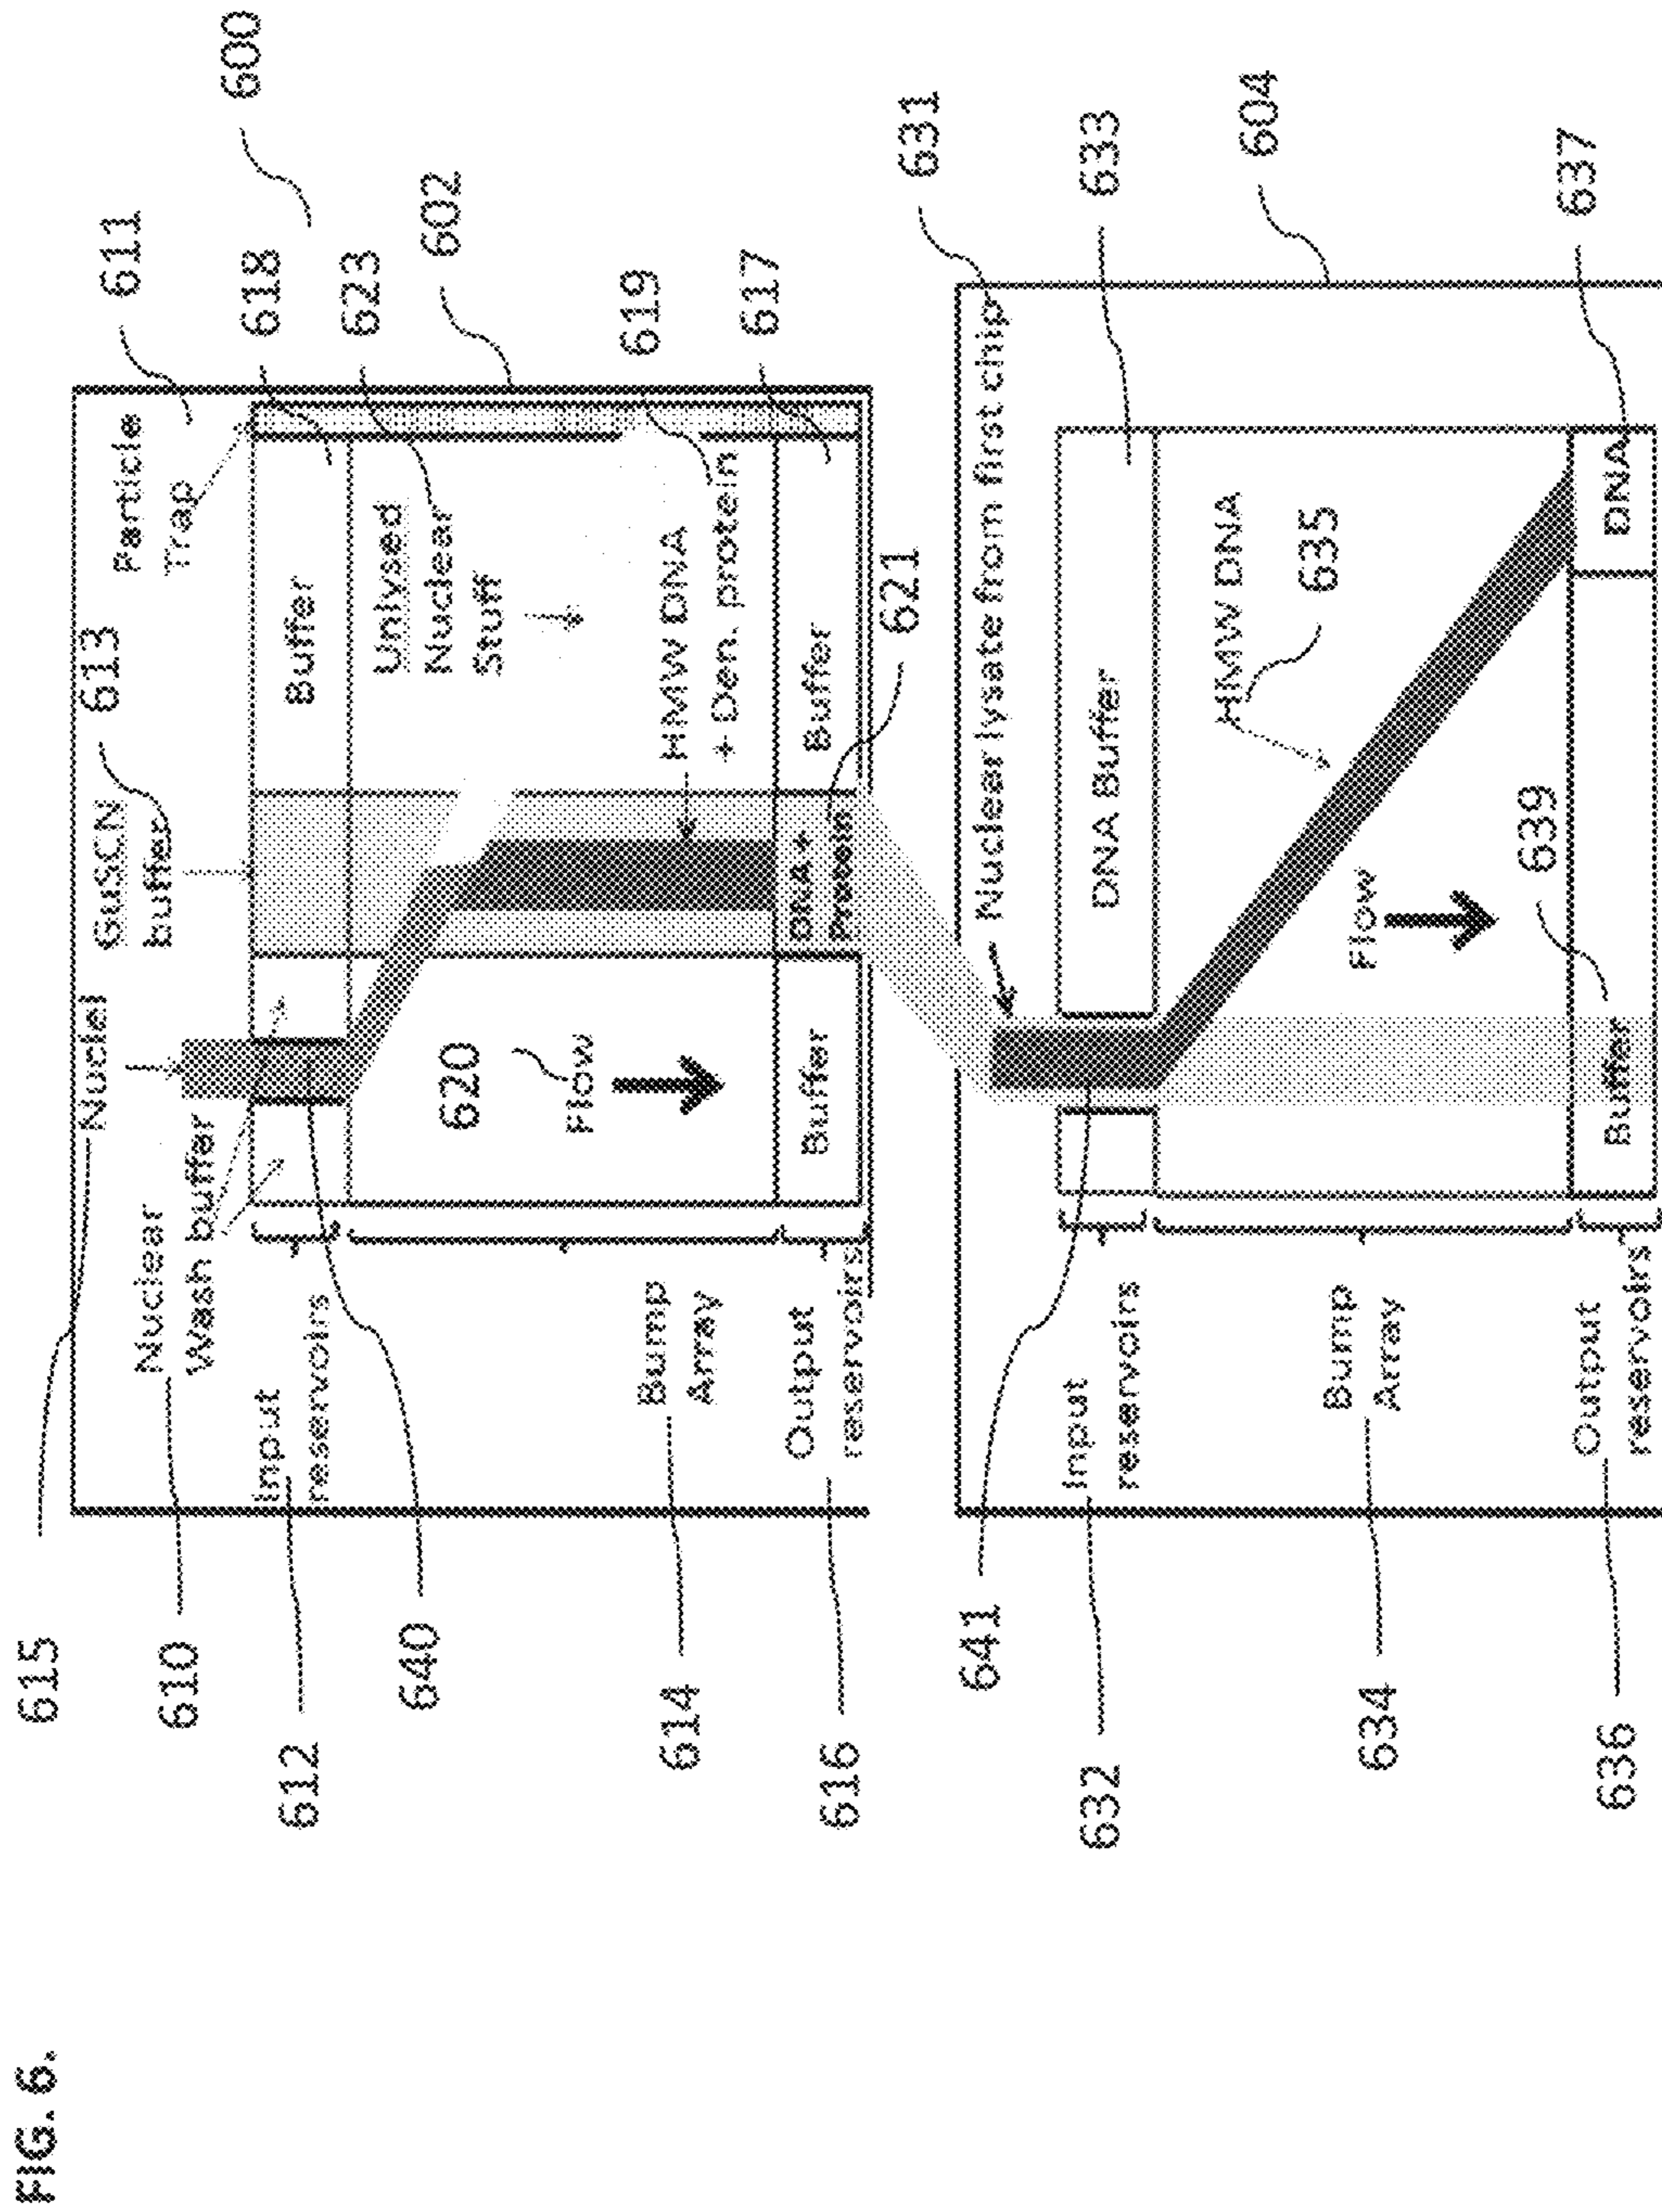 FIG. 6.
600
615
Nuclei
GuSCN
buffer
613
Particle
Trap
611
610
Nuclear
Wash buffer
612
Input
reservoirs
640
Buffer
618
Unlysed
Nuclear
Stuff
623
602
620
Flow
614
Bump
Array
HMW DNA
+ Den. protein
619
616
Output
reservoirs
Buffer
DNA +
Protein
Buffer
617
621
Nuclear lysate from first chip
631
641
632
Input
reservoirs
DNA Buffer
633
HMW DNA
635
604
634
Bump
Array
Flow
639
636
Output
reservoirs
Buffer
DNA
637